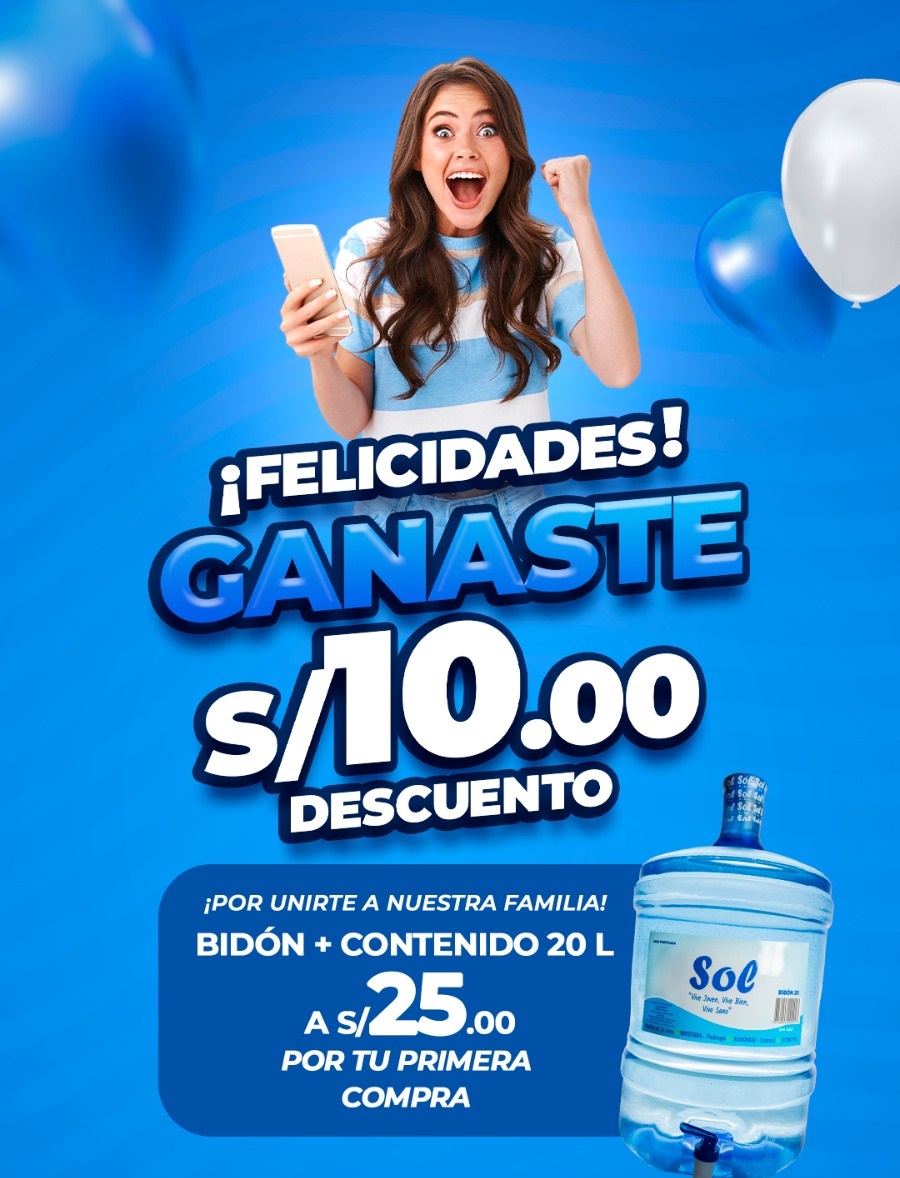 ¡FELICIDADES!
GANASTE
S/10.00
DESCUENTO
¡POR UNIRTE A NUESTRA FAMILIA!
BIDÓN + CONTENIDO 20 L
A S/25.00
POR TU PRIMERA
COMPRA
Sol
"Vive Joven, Vive Bien,
Vive Sano"
BIDÓN 20